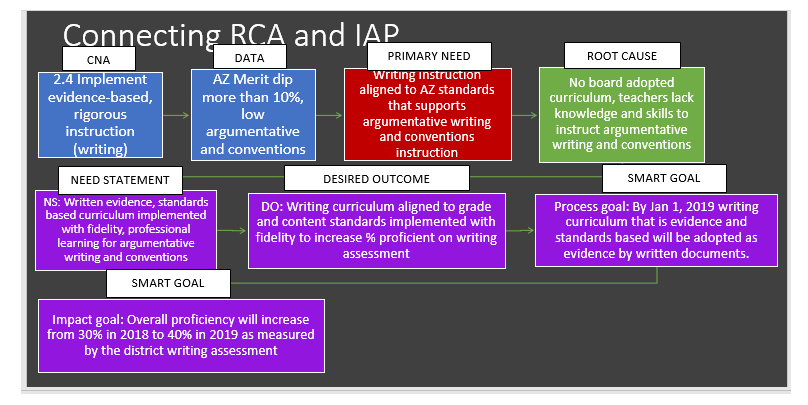 Connecting RCA and IAP
CNA
2.4 Implement
evidence-based,
rigorous
instruction
(writing)
DATA
AZ Merit dip
more than 10%,
low
argumentative
and conventions
PRIMARY NEED
Writing instruction
aligned to AZ standards
that supports
argumentative writing
and conventions
instruction
ROOT CAUSE
No board adopted
curriculum, teachers lack
knowledge and skills to
instruct argumentative
writing and conventions
NEED STATEMENT
NS: Written evidence, standards
based curriculum implemented
with fidelity, professional
learning for argumentative
writing and conventions
DESIRED OUTCOME
DO: Writing curriculum aligned to grade
and content standards implemented with
fidelity to increase % proficient on writing
assessment
SMART GOAL
Process goal: By Jan 1, 2019 writing
curriculum that is evidence and
standards based will be adopted as
evidence by written documents.
SMART GOAL
Impact goal: Overall proficiency will increase
from 30% in 2018 to 40% in 2019 as measured
by the district writing assessment